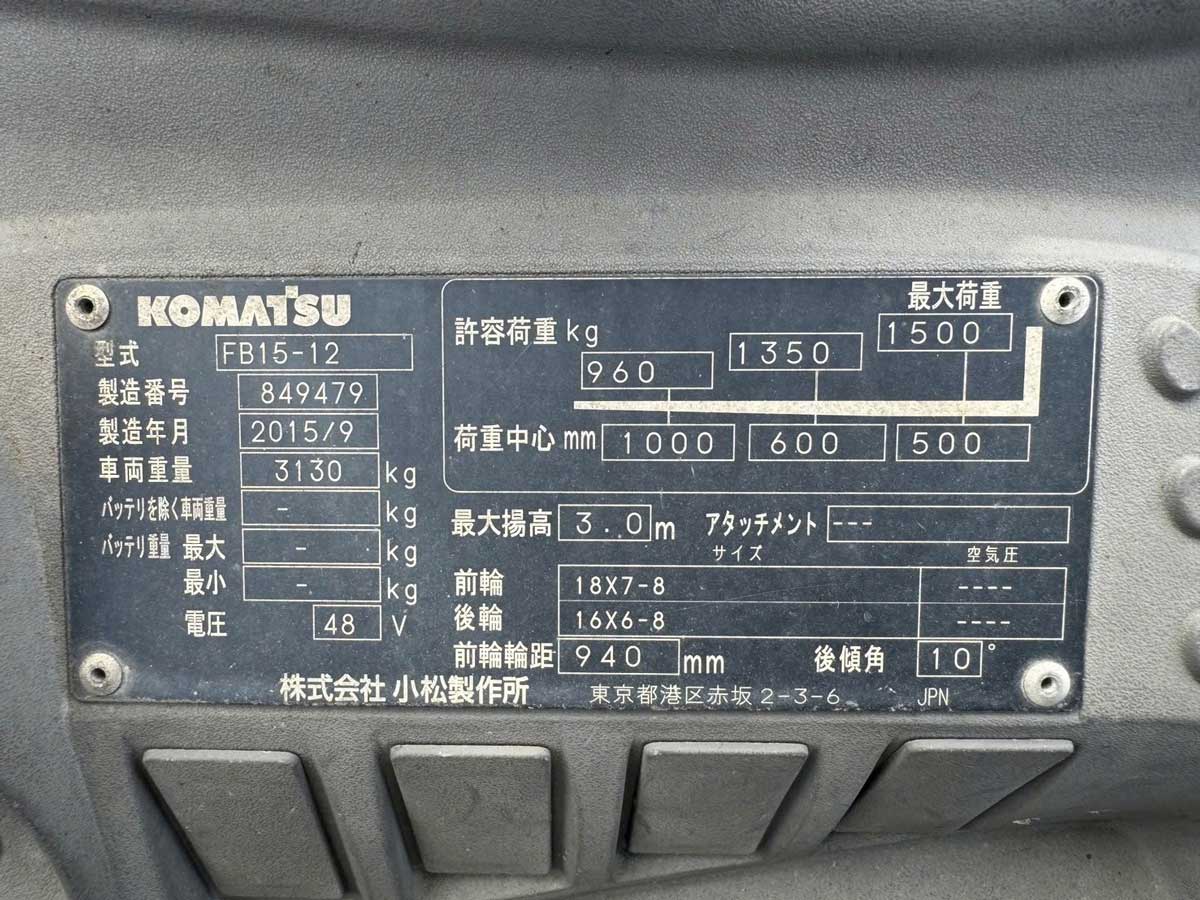 KOMATSU
型式 FB15-12
製造番号 849479
製造年月 2015/9
車両重量 3130 kg
バッテリを除く車両重量 - kg
バッテリ重量 最大 - kg
最小 - kg
電圧 48 V
最大荷重
許容荷重 kg 960 1350 1500
荷重中心 mm 1000 600 500
最大揚高 3.0 m アタッチメント ---
サイズ 空気圧
前輪 18X7-8 ----
後輪 16X6-8 ----
前輪輪距 940 mm 後傾角 10°
株式会社 小松製作所 東京都港区赤坂2-3-6 JPN